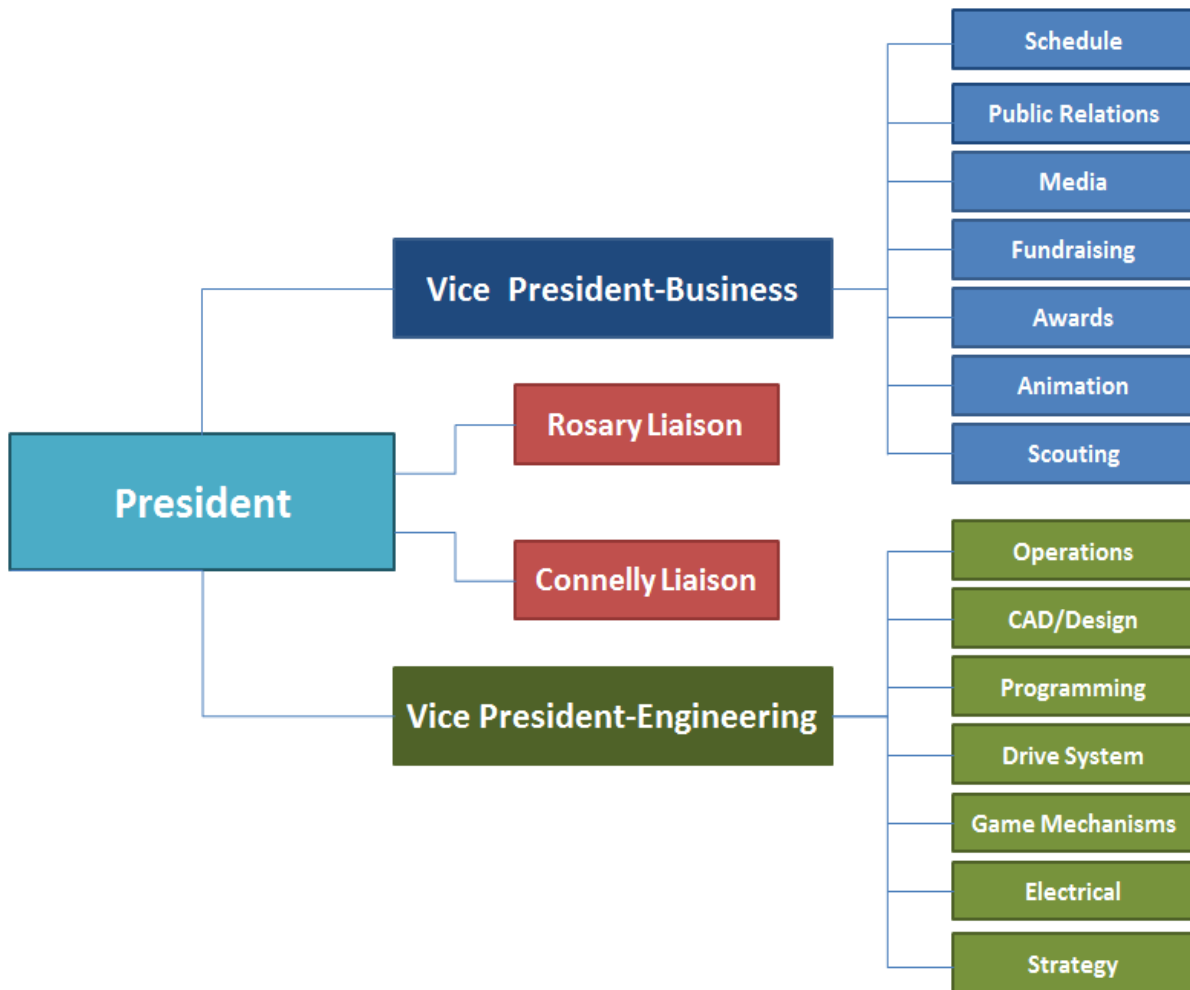 Schedule
Public Relations
Media
Fundraising
Awards
Animation
Scouting
Vice President-Business
Rosary Liaison
President
Connelly Liaison
Vice President-Engineering
Operations
CAD/Design
Programming
Drive System
Game Mechanisms
Electrical
Strategy